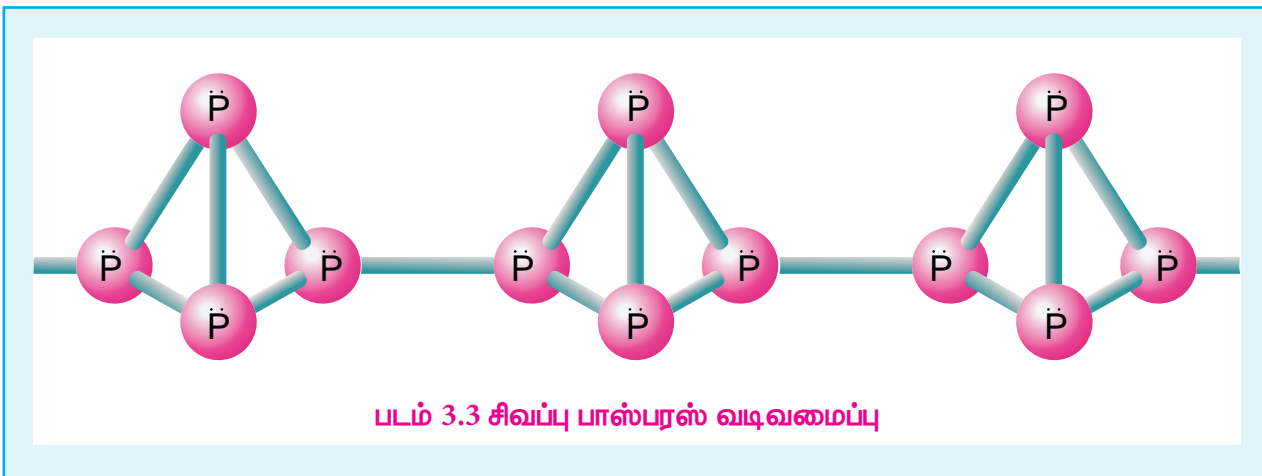 P̈ P̈ P̈
P̈ P̈ P̈ P̈ P̈ P̈
P̈ P̈ P̈
படம் 3.3 சிவப்பு பாஸ்பரஸ் வடிவமைப்பு